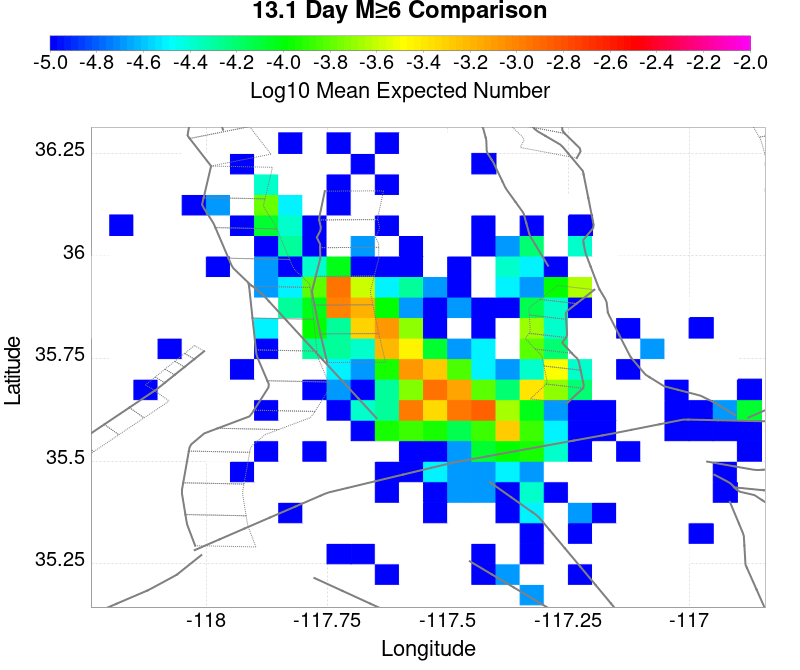 13.1 Day M≥6 Comparison
-5.0 -4.8 -4.6 -4.4 -4.2 -4.0 -3.8 -3.6 -3.4 -3.2 -3.0 -2.8 -2.6 -2.4 -2.2 -2.0
Log10 Mean Expected Number
36.25
36
35.75
35.5
35.25
Latitude
-118 -117.75 -117.5 -117.25 -117
Longitude